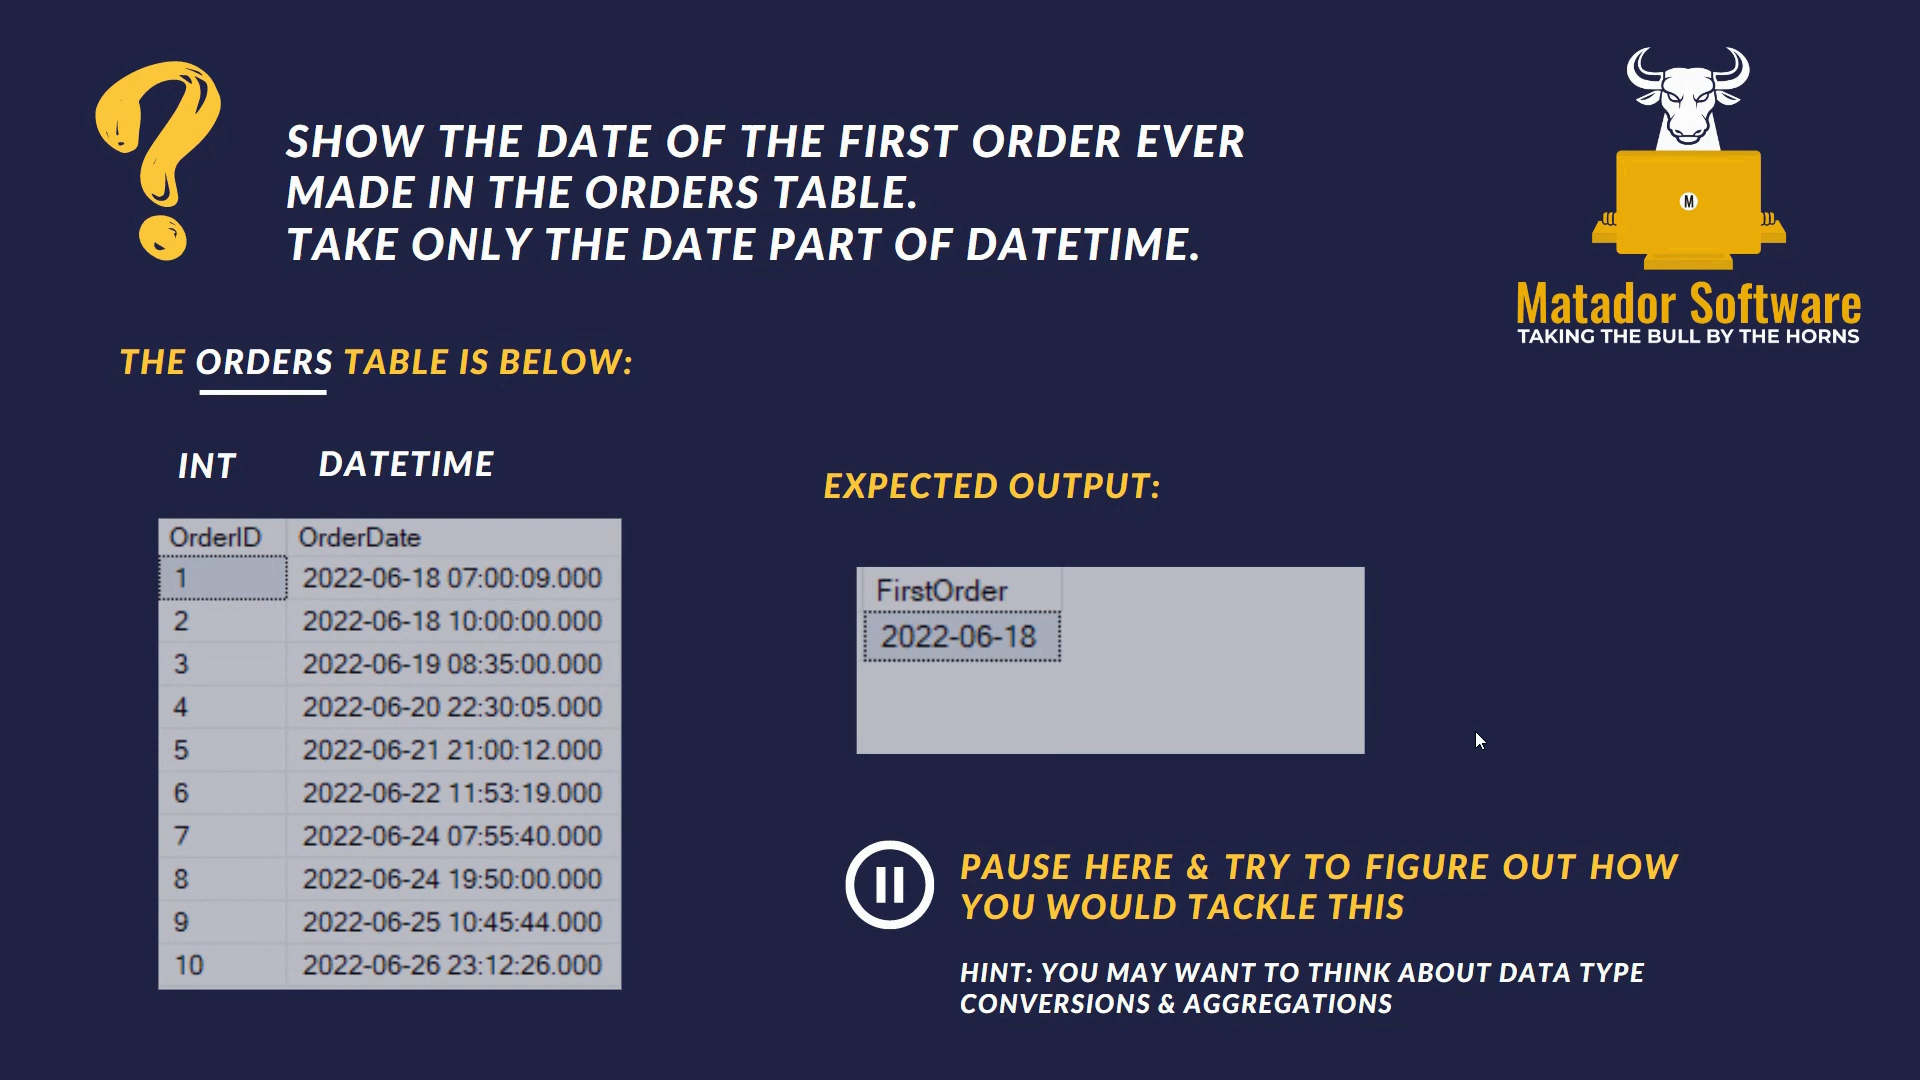 SHOW THE DATE OF THE FIRST ORDER EVER
MADE IN THE ORDERS TABLE.
TAKE ONLY THE DATE PART OF DATETIME.
M
Matador Software
TAKING THE BULL BY THE HORNS
THE ORDERS TABLE IS BELOW:
INT DATETIME
OrderID OrderDate
1 2022-06-18 07:00:09.000
2 2022-06-18 10:00:00.000
3 2022-06-19 08:35:00.000
4 2022-06-20 22:30:05.000
5 2022-06-21 21:00:12.000
6 2022-06-22 11:53:19.000
7 2022-06-24 07:55:40.000
8 2022-06-24 19:50:00.000
9 2022-06-25 10:45:44.000
10 2022-06-26 23:12:26.000
EXPECTED OUTPUT:
FirstOrder
2022-06-18
PAUSE HERE & TRY TO FIGURE OUT HOW
YOU WOULD TACKLE THIS
HINT: YOU MAY WANT TO THINK ABOUT DATA TYPE
CONVERSIONS & AGGREGATIONS